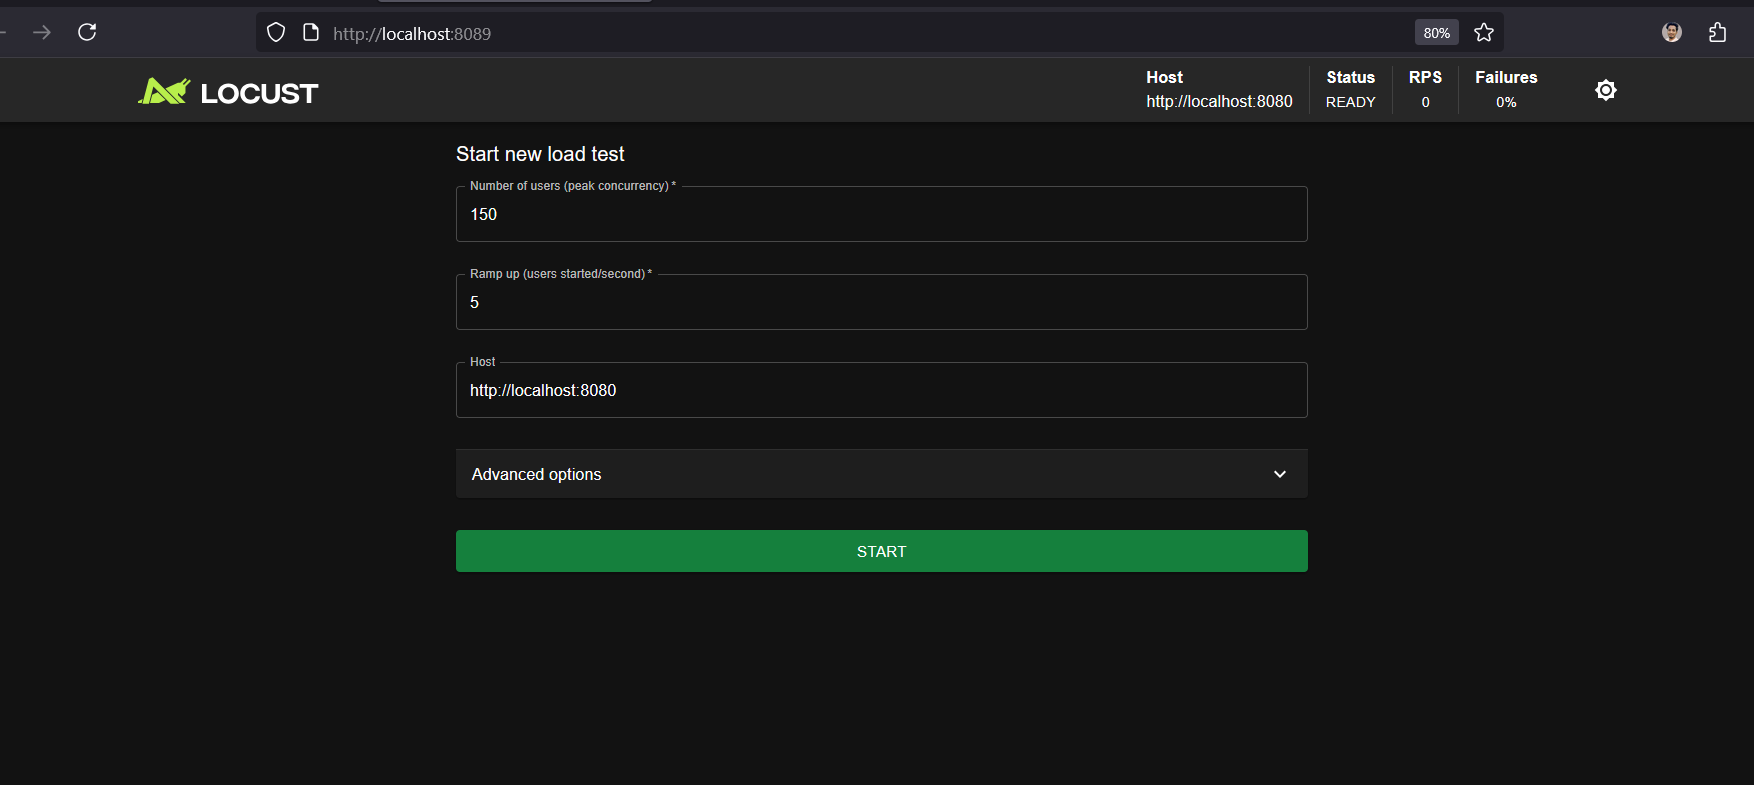 http://localhost:8089
80%
LOCUST
Host
http://localhost:8080
Status
READY
RPS
0
Failures
0%
Start new load test
Number of users (peak concurrency) *
150
Ramp up (users started/second) *
5
Host
http://localhost:8080
Advanced options
START